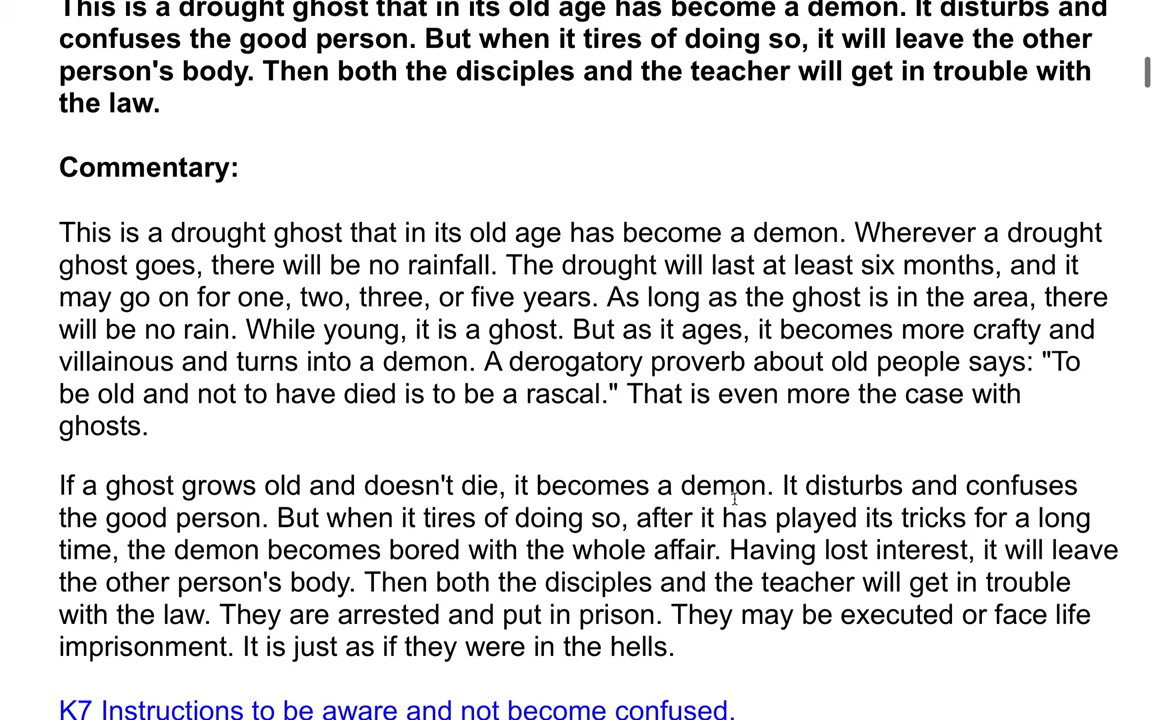 This is a drought ghost that in its old age has become a demon. It disturbs and
confuses the good person. But when it tires of doing so, it will leave the other
person's body. Then both the disciples and the teacher will get in trouble with
the law.
Commentary:
This is a drought ghost that in its old age has become a demon. Wherever a drought
ghost goes, there will be no rainfall. The drought will last at least six months, and it
may go on for one, two, three, or five years. As long as the ghost is in the area, there
will be no rain. While young, it is a ghost. But as it ages, it becomes more crafty and
villainous and turns into a demon. A derogatory proverb about old people says: "To
be old and not to have died is to be a rascal." That is even more the case with
ghosts.
If a ghost grows old and doesn't die, it becomes a demon. It disturbs and confuses
the good person. But when it tires of doing so, after it has played its tricks for a long
time, the demon becomes bored with the whole affair. Having lost interest, it will leave
the other person's body. Then both the disciples and the teacher will get in trouble
with the law. They are arrested and put in prison. They may be executed or face life
imprisonment. It is just as if they were in the hells.
K7 Instructions to be aware and not become confused.